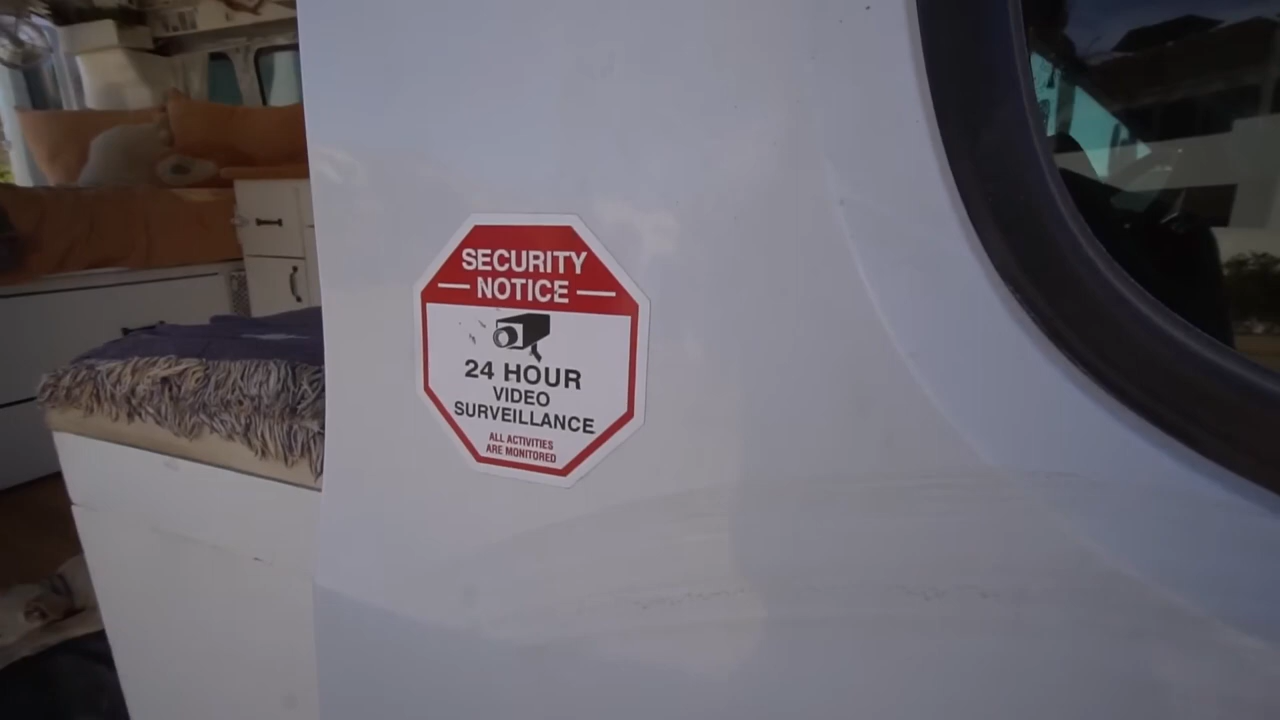 SECURITY
NOTICE
24 HOUR
VIDEO
SURVEILLANCE
ALL ACTIVITIES
ARE MONITORED